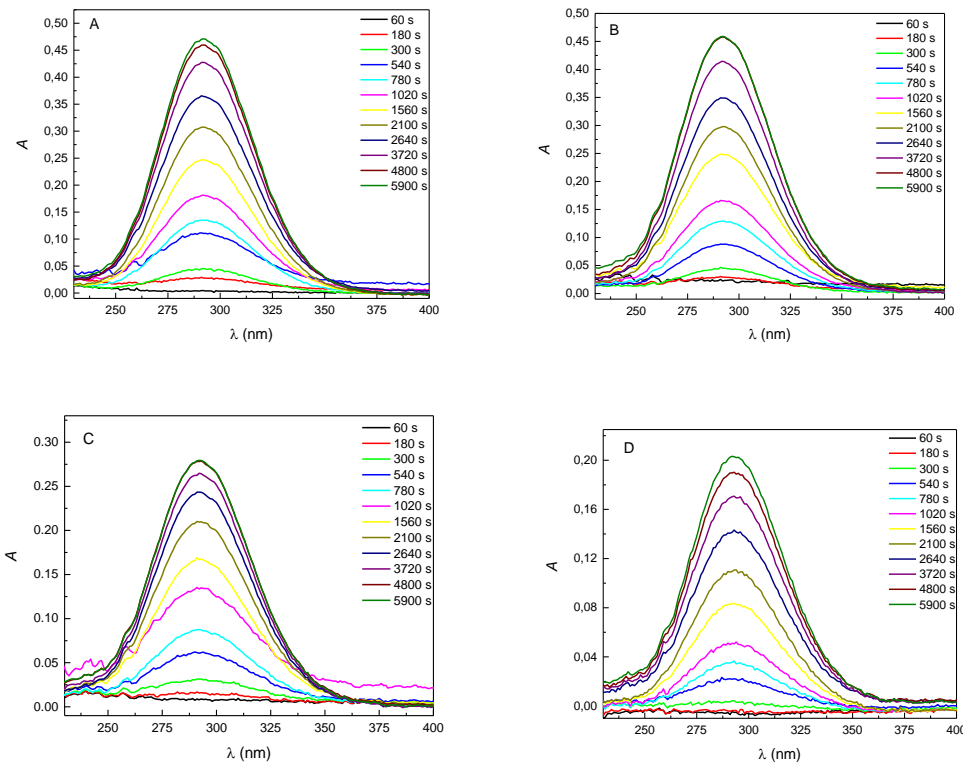 A
0,50
0,45
0,40
0,35
0,30
0,25
0,20
0,15
0,10
0,05
0,00
A
250 275 300 325 350 375 400
λ (nm)
60 s
180 s
300 s
540 s
780 s
1020 s
1560 s
2100 s
2640 s
3720 s
4800 s
5900 s
B
0,50
0,45
0,40
0,35
0,30
0,25
0,20
0,15
0,10
0,05
0,00
A
250 275 300 325 350 375 400
λ (nm)
60 s
180 s
300 s
540 s
780 s
1020 s
1560 s
2100 s
2640 s
3720 s
4800 s
5900 s
C
0.30
0.25
0.20
0.15
0.10
0.05
0.00
A
250 275 300 325 350 375 400
λ (nm)
60 s
180 s
300 s
540 s
780 s
1020 s
1560 s
2100 s
2640 s
3720 s
4800 s
5900 s
D
0,20
0,16
0,12
0,08
0,04
0,00
A
250 275 300 325 350 375 400
λ (nm)
60 s
180 s
300 s
540 s
780 s
1020 s
1560 s
2100 s
2640 s
3720 s
4800 s
5900 s